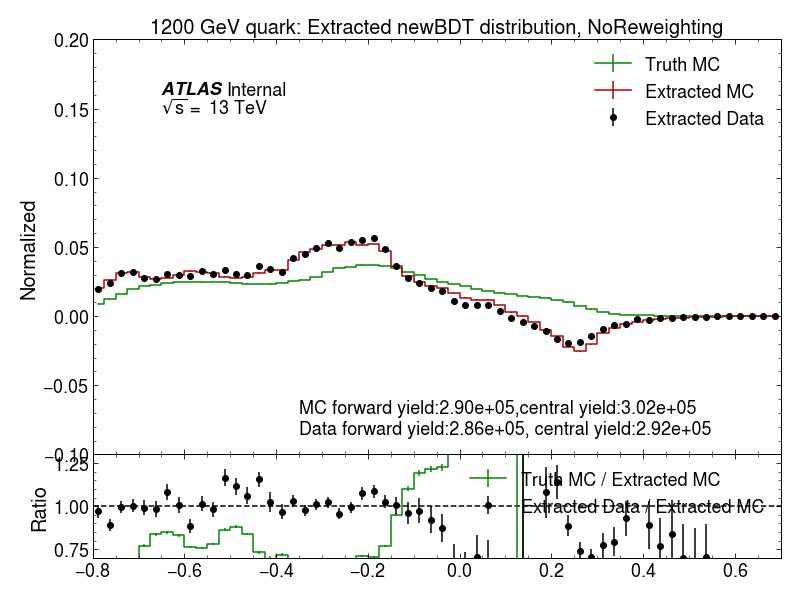 1200 GeV quark: Extracted newBDT distribution, NoReweighting
0.20
0.15
0.10
0.05
0.00
−0.05
−0.10
Normalized
ATLAS Internal
√s = 13 TeV
Truth MC
Extracted MC
Extracted Data
MC forward yield:2.90e+05,central yield:3.02e+05
Data forward yield:2.86e+05, central yield:2.92e+05
1.25
1.00
0.75
Ratio
Truth MC / Extracted MC
Extracted Data / Extracted MC
−0.8 −0.6 −0.4 −0.2 0.0 0.2 0.4 0.6